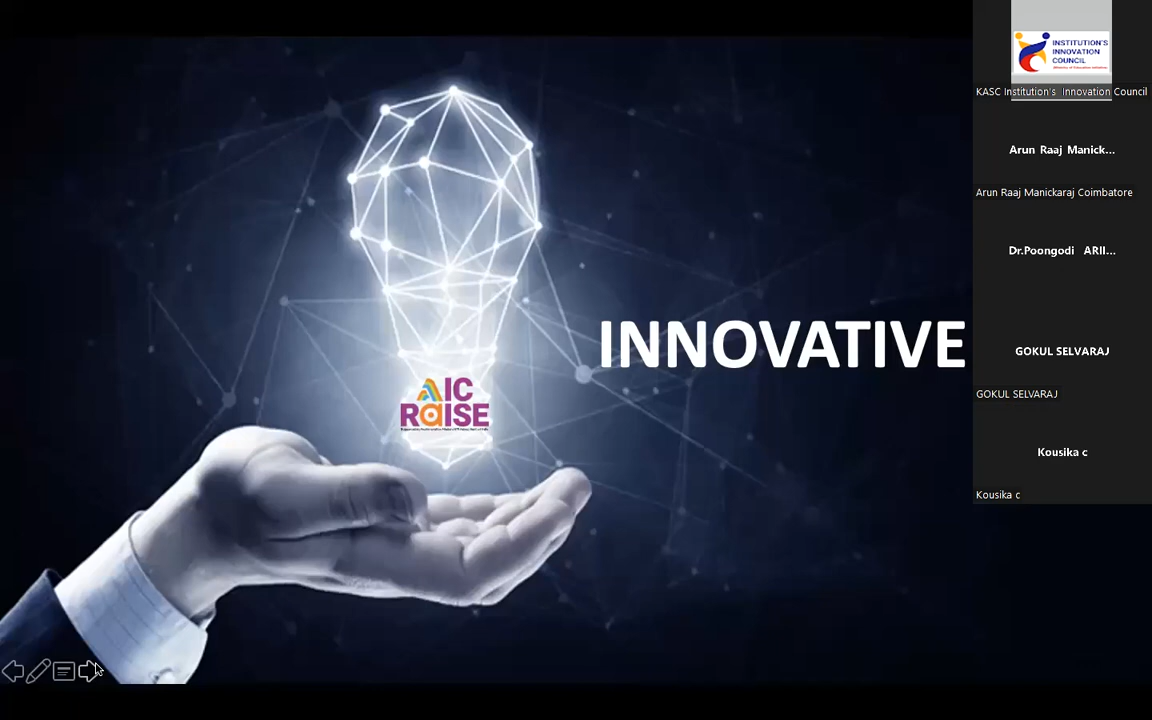 INNOVATIVE
AIC
RAISE
INSTITUTION'S
INNOVATION
COUNCIL
KASC Institution's Innovation Council
Arun Raaj Manick...
Arun Raaj Manickaraj Coimbatore
Dr.Poongodi ARII...
GOKUL SELVARAJ
GOKUL SELVARAJ
Kousika c
Kousika c